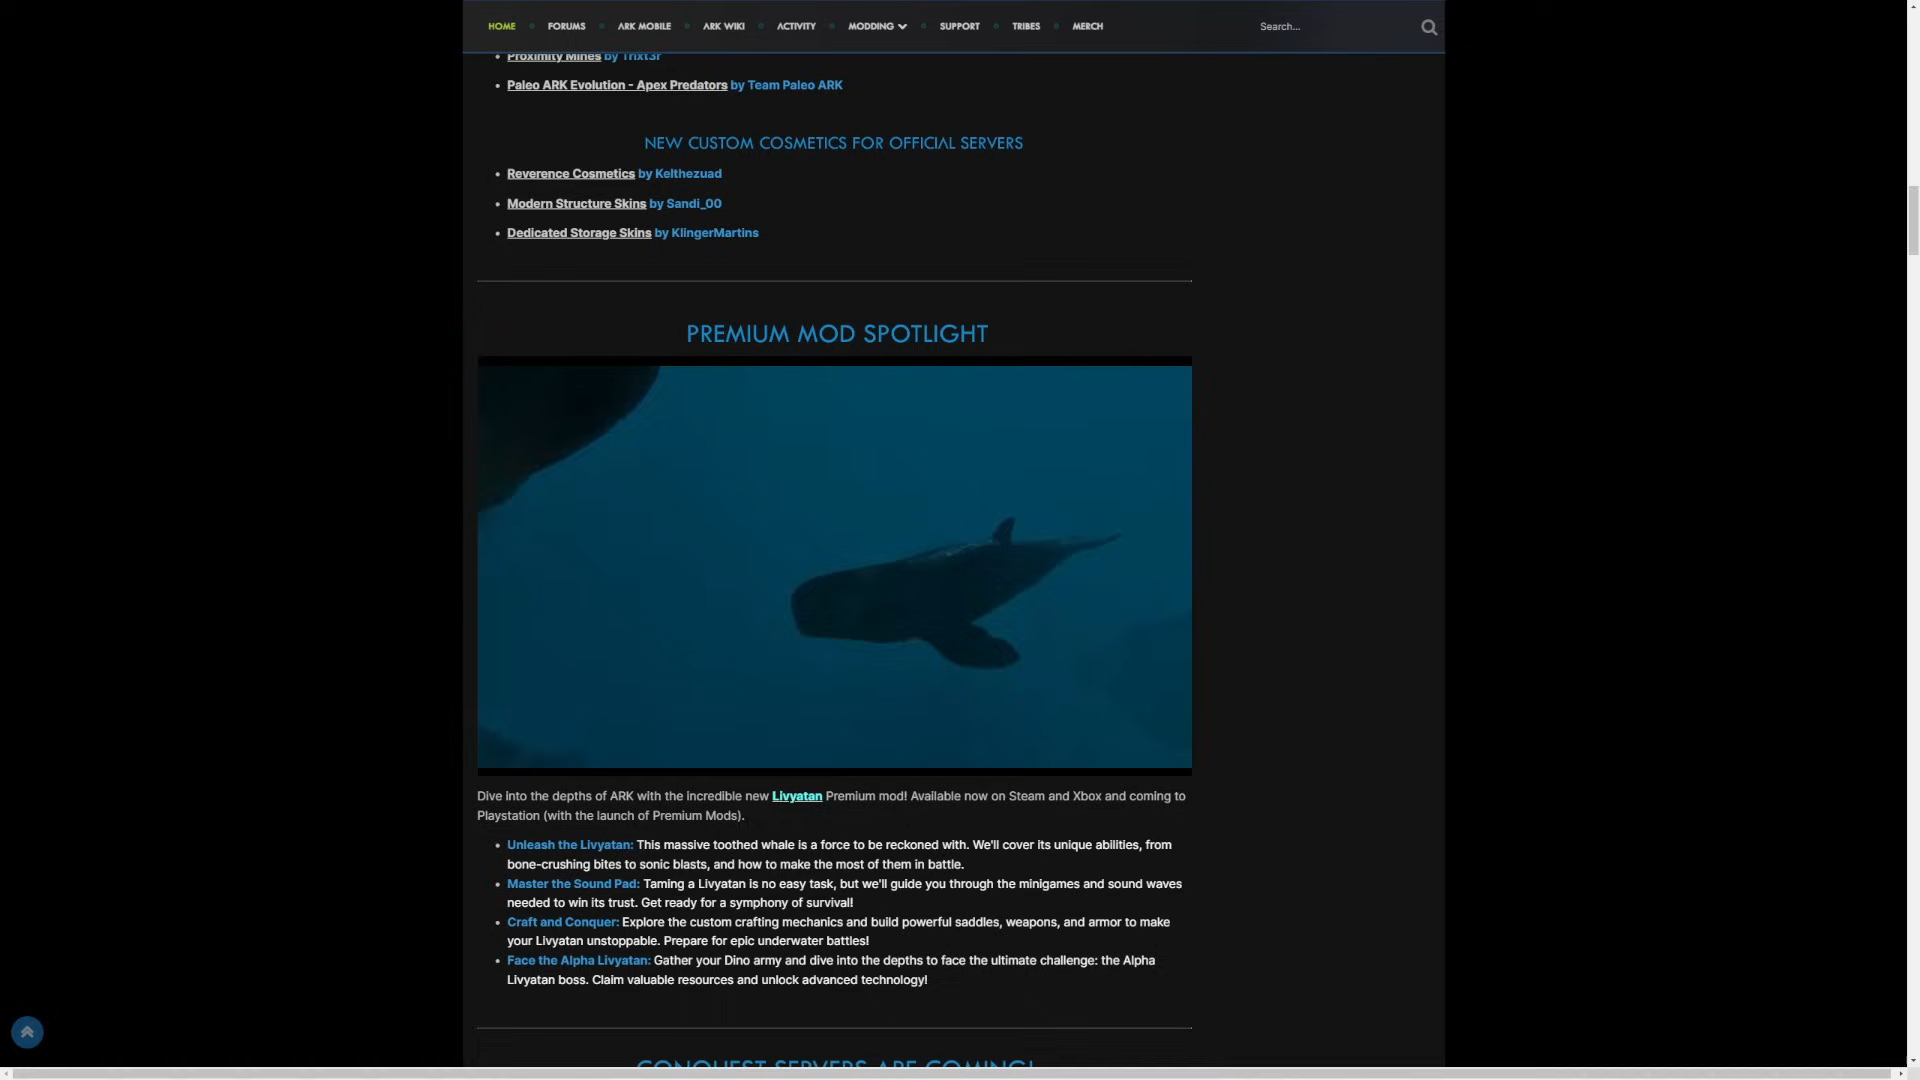 HOME FORUMS ARK MOBILE ARK WIKI ACTIVITY MODDING SUPPORT TRIBES MERCH Search...
Proximity Mines by Trixt3r
Paleo ARK Evolution - Apex Predators by Team Paleo ARK
NEW CUSTOM COSMETICS FOR OFFICIAL SERVERS
Reverence Cosmetics by Kelthezuad
Modern Structure Skins by Sandi_00
Dedicated Storage Skins by KlingerMartins
PREMIUM MOD SPOTLIGHT
Dive into the depths of ARK with the incredible new Livyatan Premium mod! Available now on Steam and Xbox and coming to
Playstation (with the launch of Premium Mods).
Unleash the Livyatan: This massive toothed whale is a force to be reckoned with. We'll cover its unique abilities, from
bone-crushing bites to sonic blasts, and how to make the most of them in battle.
Master the Sound Pad: Taming a Livyatan is no easy task, but we'll guide you through the minigames and sound waves
needed to win its trust. Get ready for a symphony of survival!
Craft and Conquer: Explore the custom crafting mechanics and build powerful saddles, weapons, and armor to make
your Livyatan unstoppable. Prepare for epic underwater battles!
Face the Alpha Livyatan: Gather your Dino army and dive into the depths to face the ultimate challenge: the Alpha
Livyatan boss. Claim valuable resources and unlock advanced technology!
CONQUEST SERVERS ARE COMING!